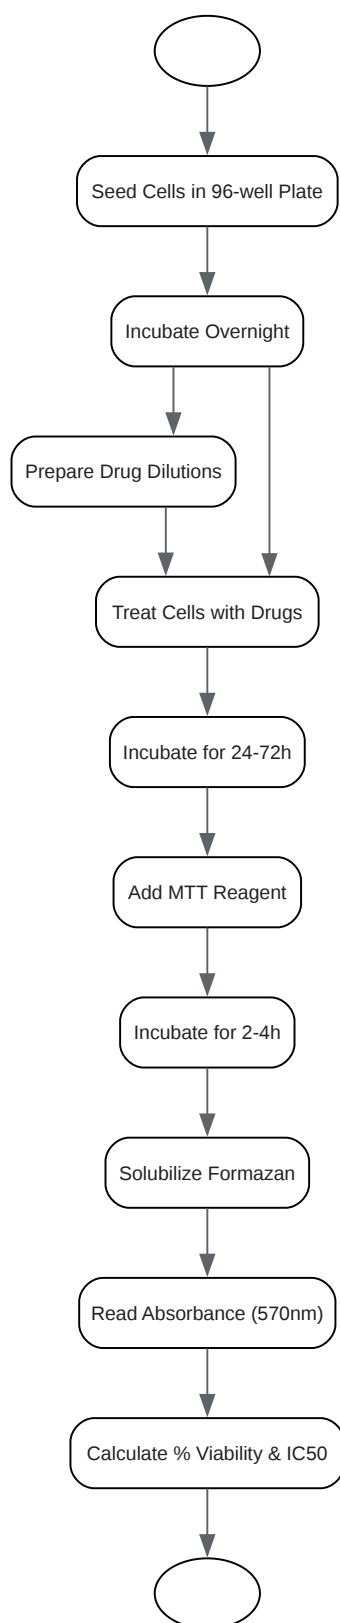 Seed Cells in 96-well Plate
Incubate Overnight
Prepare Drug Dilutions
Treat Cells with Drugs
Incubate for 24-72h
Add MTT Reagent
Incubate for 2-4h
Solubilize Formazan
Read Absorbance (570nm)
Calculate % Viability & IC50